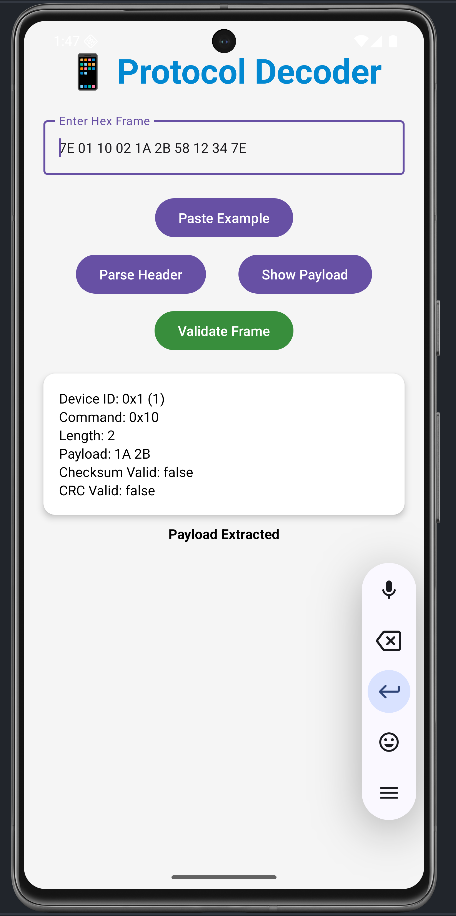 1:47
Protocol Decoder
Enter Hex Frame
7E 01 10 02 1A 2B 58 12 34 7E
Paste Example
Parse Header
Show Payload
Validate Frame
Device ID: 0x1 (1)
Command: 0x10
Length: 2
Payload: 1A 2B
Checksum Valid: false
CRC Valid: false
Payload Extracted